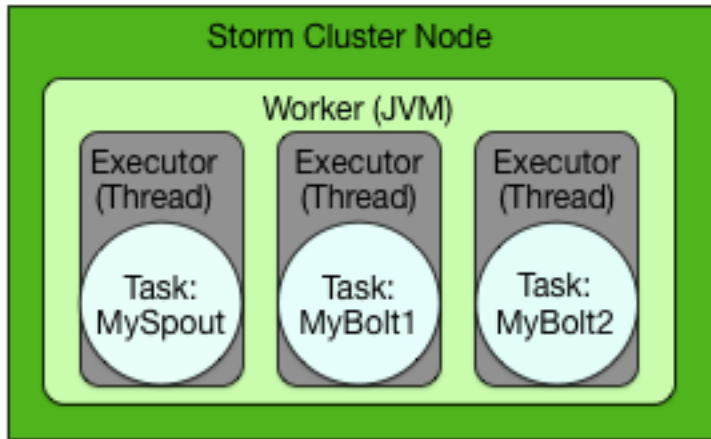 Storm Cluster Node
Worker (JVM)
Executor
(Thread)
Task:
MySpout
Executor
(Thread)
Task:
MyBolt1
Executor
(Thread)
Task:
MyBolt2